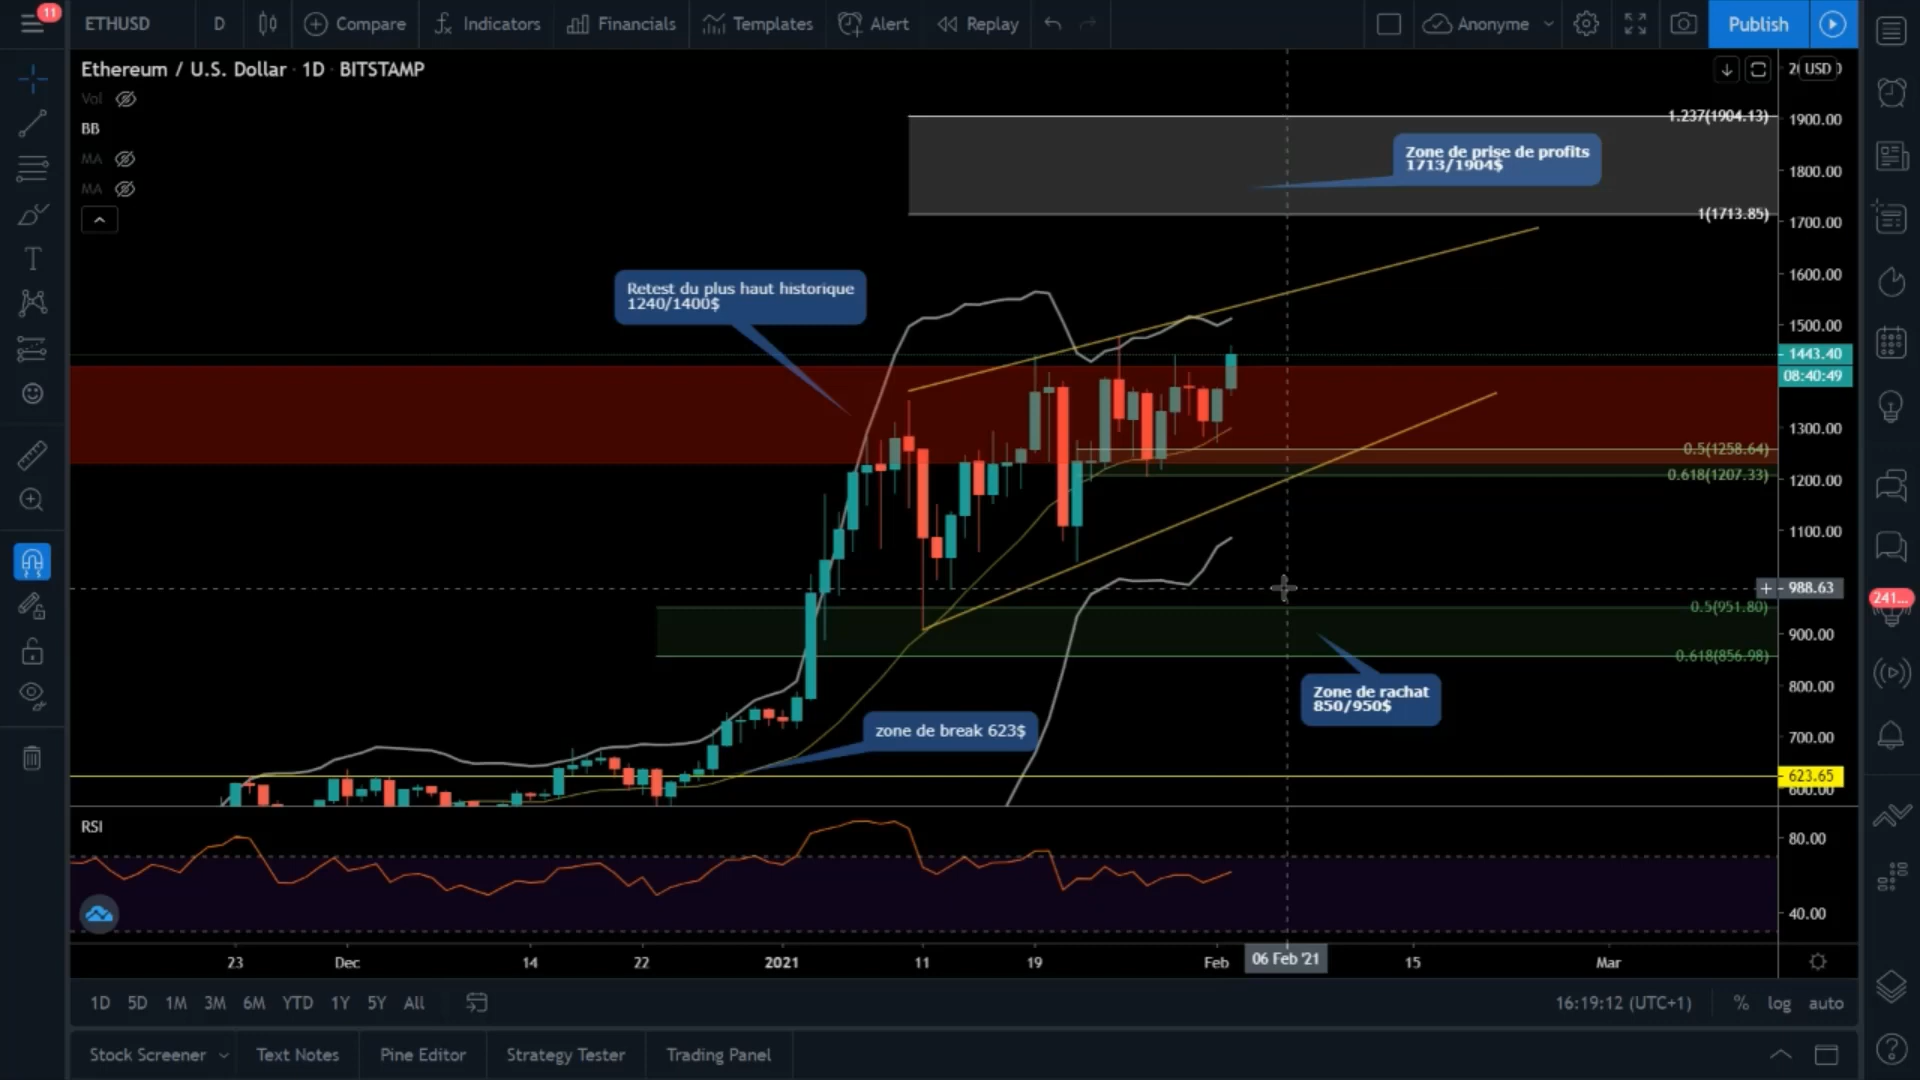 11
ETHUSD
D
Compare
Indicators
Financials
Templates
Alert
Replay
Anonyme
Publish
Ethereum / U.S. Dollar · 1D · BITSTAMP
Vol
BB
MA
MA
USD
1.237(1904.13)
1900.00
Zone de prise de profits
1713/1904$
1800.00
1(1713.85)
1700.00
1600.00
Retest du plus haut historique
1240/1400$
1500.00
1443.40
08:40:49
1300.00
0.5(1258.64)
0.618(1207.33)
1200.00
1100.00
988.63
241...
0.5(951.80)
900.00
0.618(856.98)
800.00
Zone de rachat
850/950$
zone de break 623$
700.00
623.65
600.00
RSI
80.00
40.00
23
Dec
14
22
2021
11
19
Feb
06 Feb '21
15
Mar
1D
5D
1M
3M
6M
YTD
1Y
5Y
All
16:19:12 (UTC+1)
%
log
auto
Stock Screener
Text Notes
Pine Editor
Strategy Tester
Trading Panel